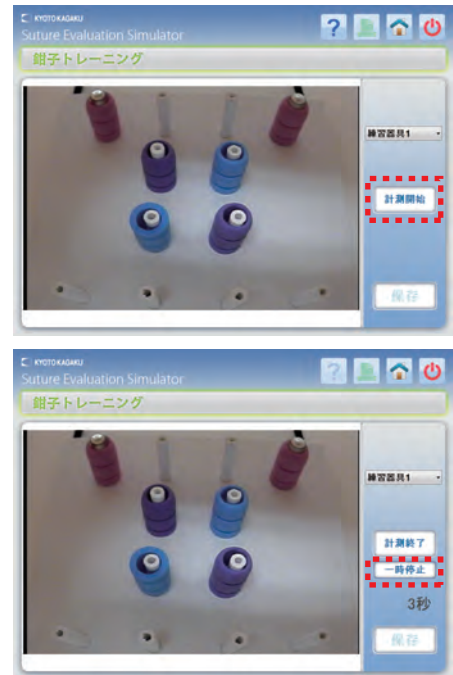 KYOTO KAGAKU
Suture Evaluation Simulator
?
鉗子トレーニング
練習器具1
計測開始
保存
KYOTO KAGAKU
Suture Evaluation Simulator
?
鉗子トレーニング
練習器具1
計測終了
一時停止
3秒
保存